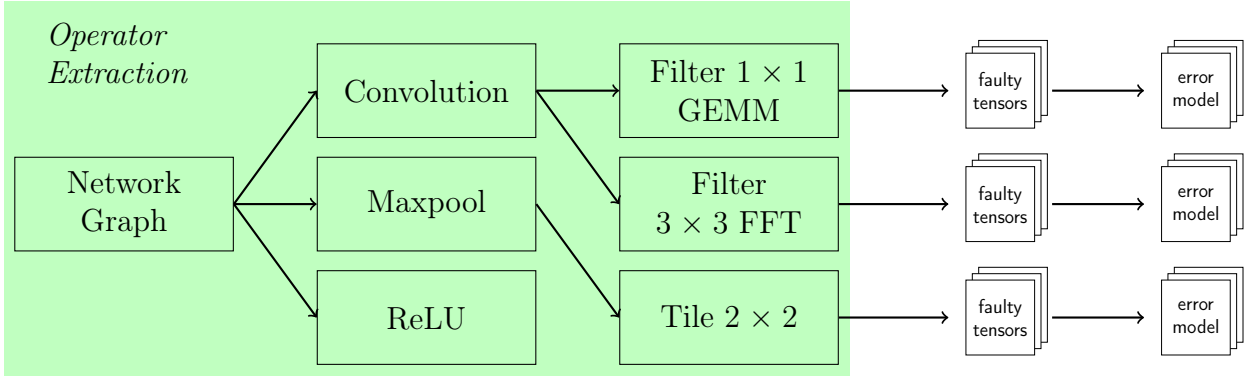 Operator
Extraction
Network
Graph
Convolution
Maxpool
ReLU
Filter 1 × 1
GEMM
Filter
3 × 3 FFT
Tile 2 × 2
faulty
tensors
error
model
faulty
tensors
error
model
faulty
tensors
error
model